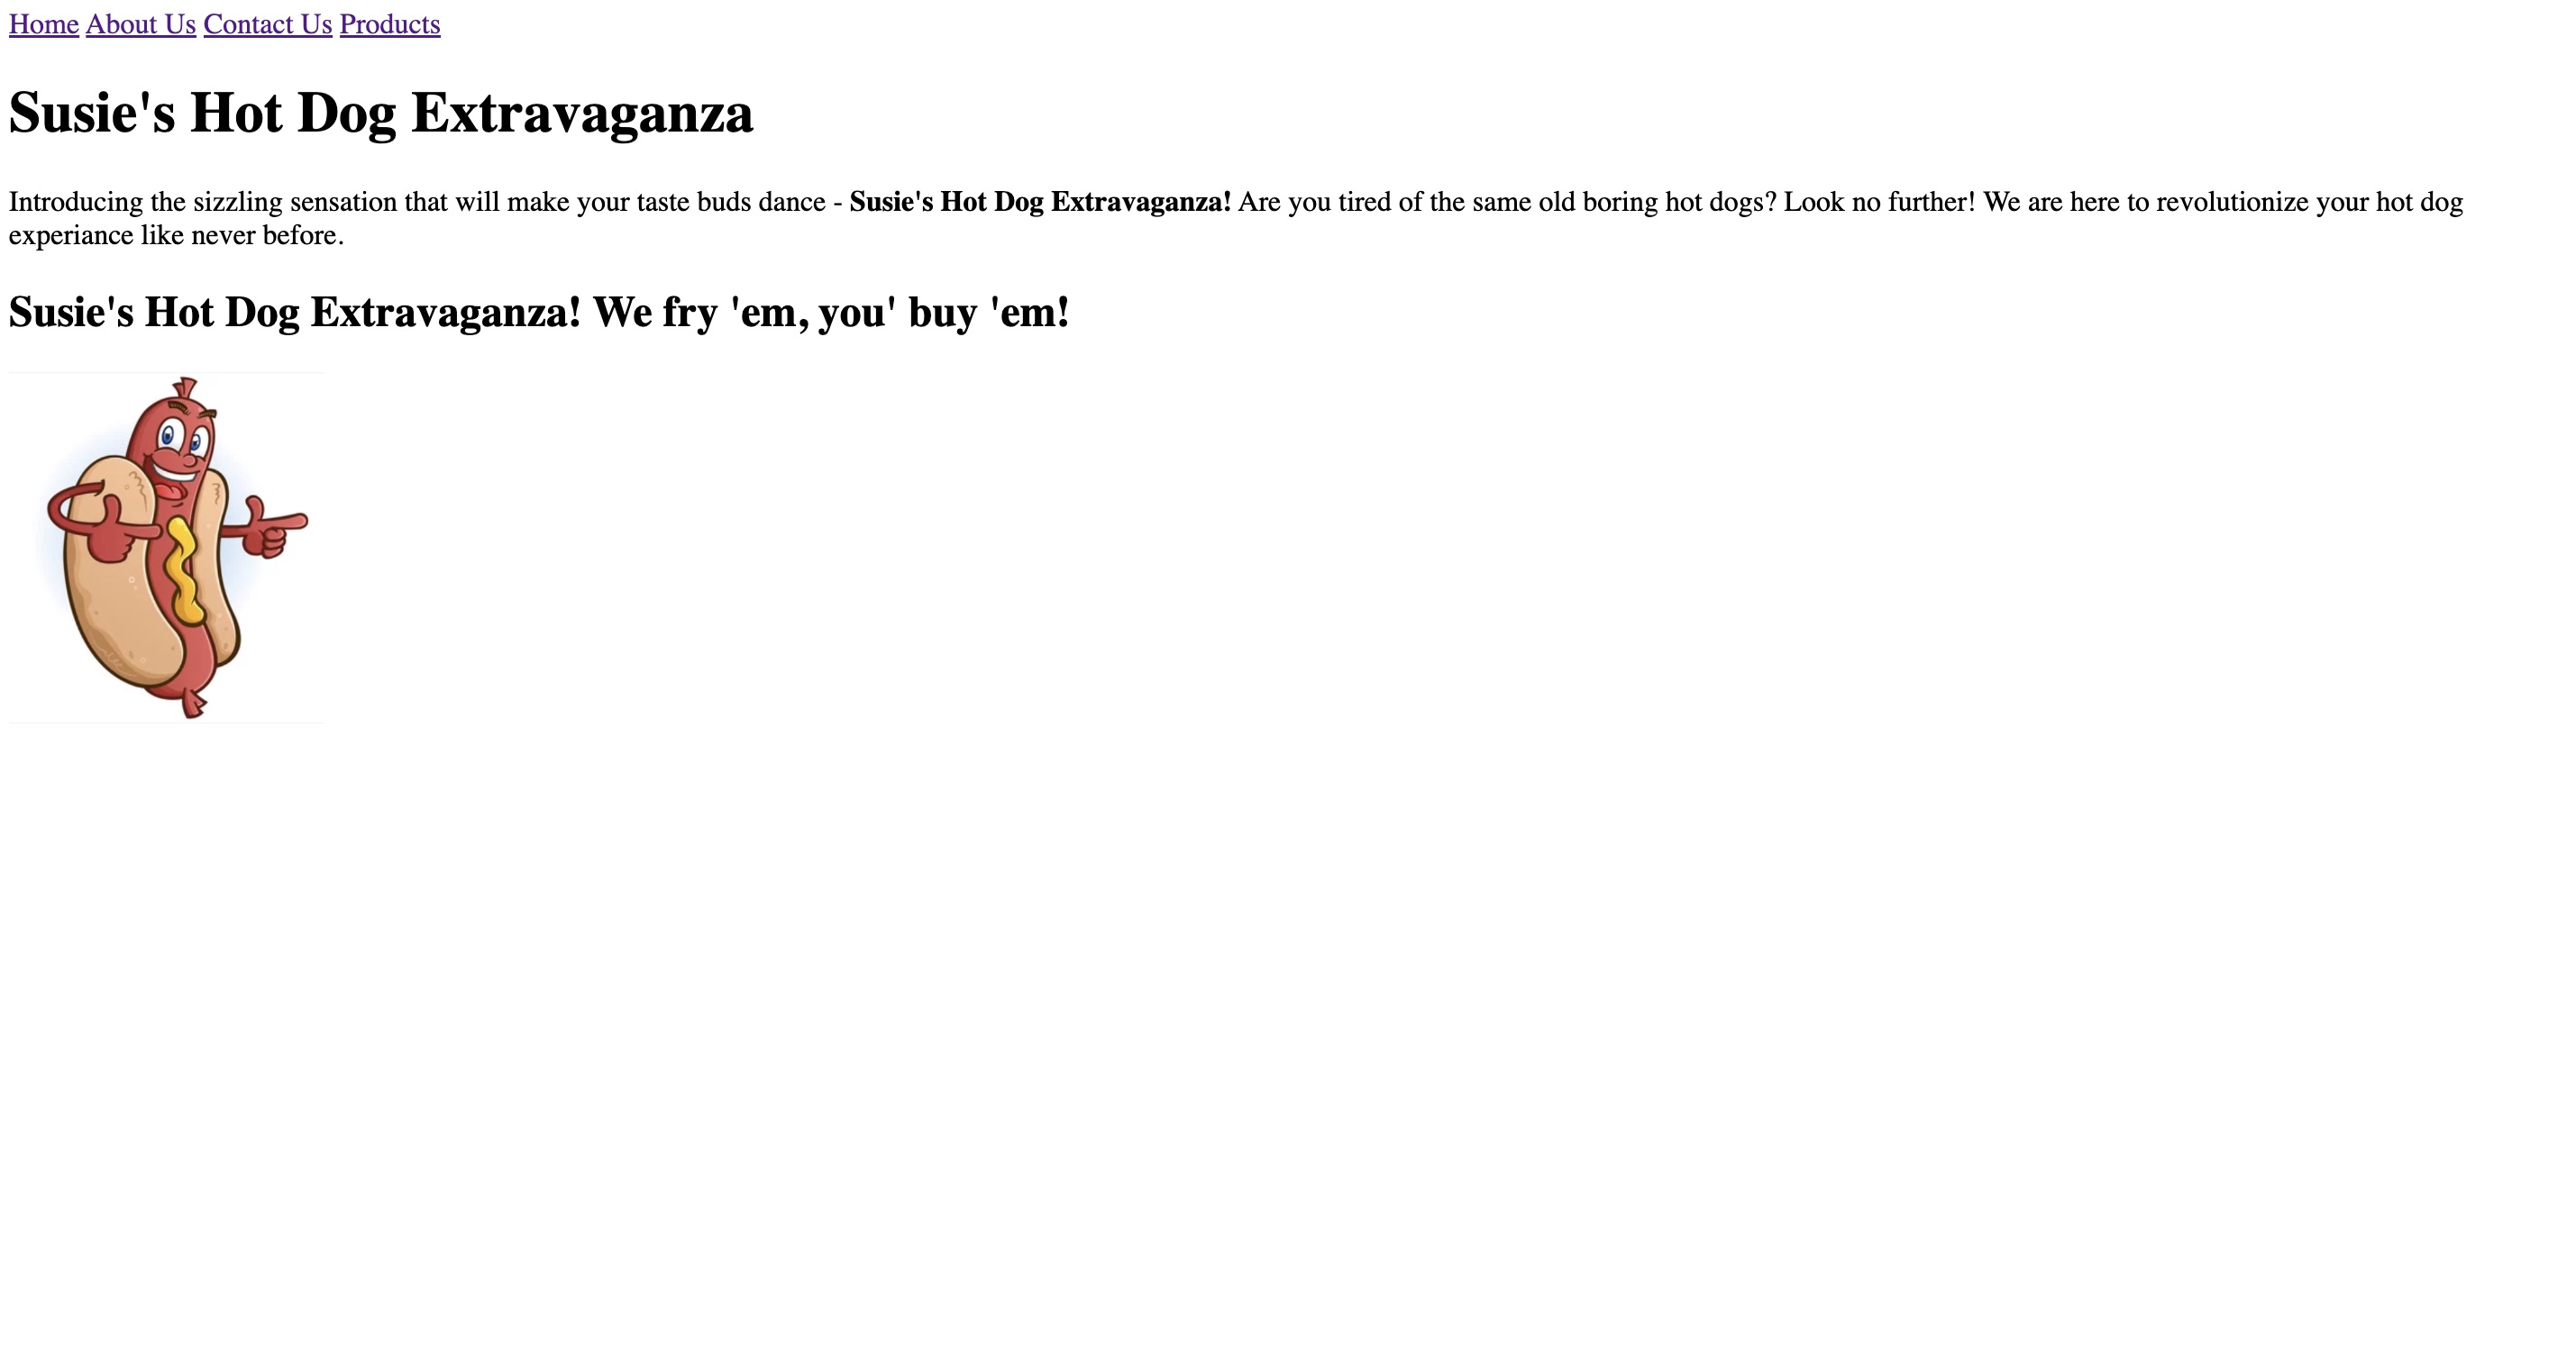 Home About Us Contact Us Products
Susie's Hot Dog Extravaganza
Introducing the sizzling sensation that will make your taste buds dance - Susie's Hot Dog Extravaganza! Are you tired of the same old boring hot dogs? Look no further! We are here to revolutionize your hot dog
experiance like never before.
Susie's Hot Dog Extravaganza! We fry 'em, you' buy 'em!